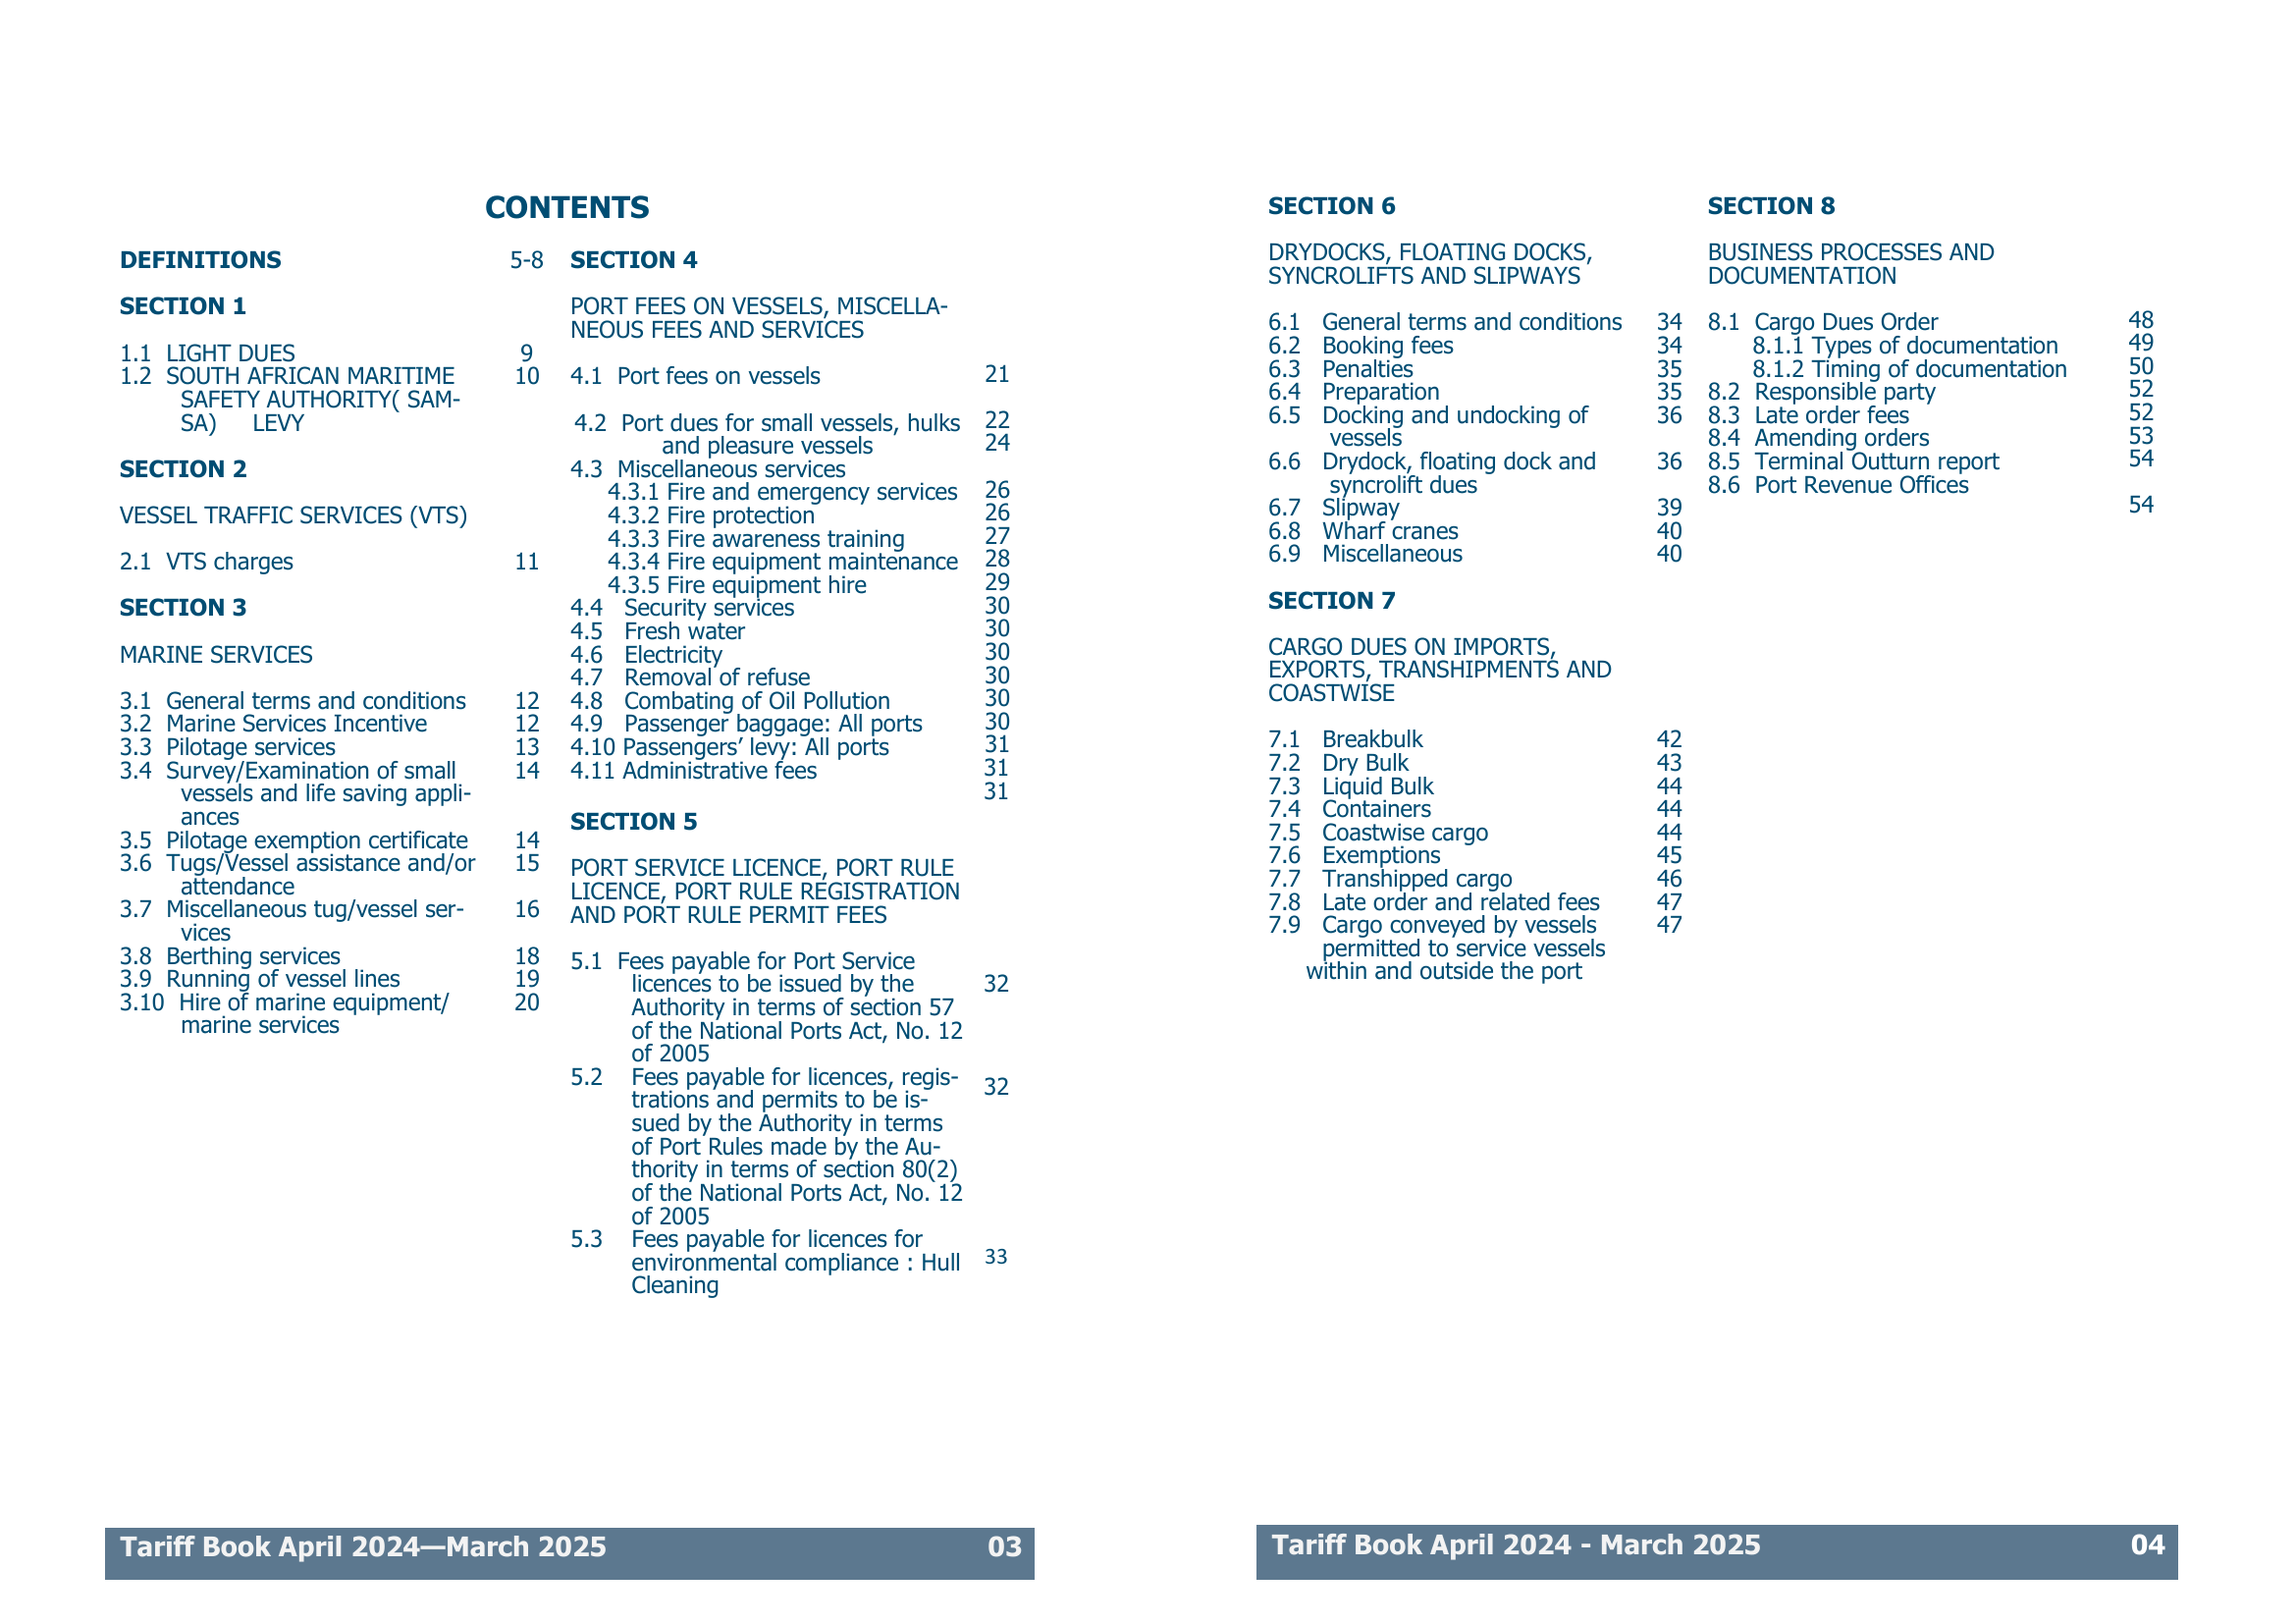 CONTENTS
DEFINITIONS 5-8
SECTION 1
1.1 LIGHT DUES 9
1.2 SOUTH AFRICAN MARITIME 10
SAFETY AUTHORITY( SAM-
SA) LEVY
SECTION 2
VESSEL TRAFFIC SERVICES (VTS)
2.1 VTS charges 11
SECTION 3
MARINE SERVICES
3.1 General terms and conditions 12
3.2 Marine Services Incentive 12
3.3 Pilotage services 13
3.4 Survey/Examination of small 14
vessels and life saving appli-
ances
3.5 Pilotage exemption certificate 14
3.6 Tugs/Vessel assistance and/or 15
attendance
3.7 Miscellaneous tug/vessel ser- 16
vices
3.8 Berthing services 18
3.9 Running of vessel lines 19
3.10 Hire of marine equipment/ 20
marine services
SECTION 4
PORT FEES ON VESSELS, MISCELLA-
NEOUS FEES AND SERVICES
4.1 Port fees on vessels 21
4.2 Port dues for small vessels, hulks 22
and pleasure vessels 24
4.3 Miscellaneous services
4.3.1 Fire and emergency services 26
4.3.2 Fire protection 26
4.3.3 Fire awareness training 27
4.3.4 Fire equipment maintenance 28
4.3.5 Fire equipment hire 29
4.4 Security services 30
4.5 Fresh water 30
4.6 Electricity 30
4.7 Removal of refuse 30
4.8 Combating of Oil Pollution 30
4.9 Passenger baggage: All ports 30
4.10 Passengers’ levy: All ports 31
4.11 Administrative fees 31
31
SECTION 5
PORT SERVICE LICENCE, PORT RULE
LICENCE, PORT RULE REGISTRATION
AND PORT RULE PERMIT FEES
5.1 Fees payable for Port Service
licences to be issued by the 32
Authority in terms of section 57
of the National Ports Act, No. 12
of 2005
5.2 Fees payable for licences, regis- 32
trations and permits to be is-
sued by the Authority in terms
of Port Rules made by the Au-
thority in terms of section 80(2)
of the National Ports Act, No. 12
of 2005
5.3 Fees payable for licences for
environmental compliance : Hull 33
Cleaning
Tariff Book April 2024—March 2025 03
SECTION 6
DRYDOCKS, FLOATING DOCKS,
SYNCROLIFTS AND SLIPWAYS
6.1 General terms and conditions 34
6.2 Booking fees 34
6.3 Penalties 35
6.4 Preparation 35
6.5 Docking and undocking of 36
vessels
6.6 Drydock, floating dock and 36
syncrolift dues
6.7 Slipway 39
6.8 Wharf cranes 40
6.9 Miscellaneous 40
SECTION 7
CARGO DUES ON IMPORTS,
EXPORTS, TRANSHIPMENTS AND
COASTWISE
7.1 Breakbulk 42
7.2 Dry Bulk 43
7.3 Liquid Bulk 44
7.4 Containers 44
7.5 Coastwise cargo 44
7.6 Exemptions 45
7.7 Transhipped cargo 46
7.8 Late order and related fees 47
7.9 Cargo conveyed by vessels 47
permitted to service vessels
within and outside the port
SECTION 8
BUSINESS PROCESSES AND
DOCUMENTATION
8.1 Cargo Dues Order 48
8.1.1 Types of documentation 49
8.1.2 Timing of documentation 50
8.2 Responsible party 52
8.3 Late order fees 52
8.4 Amending orders 53
8.5 Terminal Outturn report 54
8.6 Port Revenue Offices
54
Tariff Book April 2024 - March 2025 04